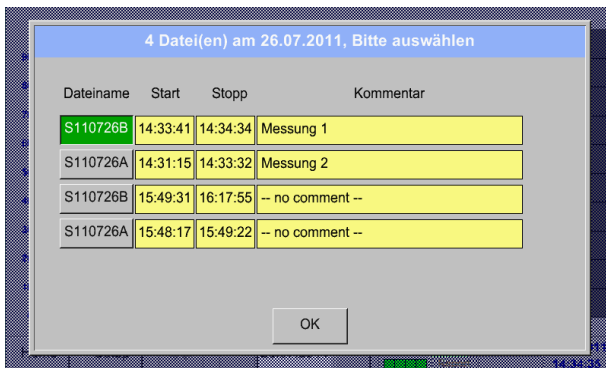 4 Datei(en) am 26.07.2011, Bitte auswählen
Dateiname Start Stopp Kommentar
S110726B 14:33:41 14:34:34 Messung 1
S110726A 14:31:15 14:33:32 Messung 2
S110726B 15:49:31 16:17:55 -- no comment --
S110726A 15:48:17 15:49:22 -- no comment --
OK
14:34:35